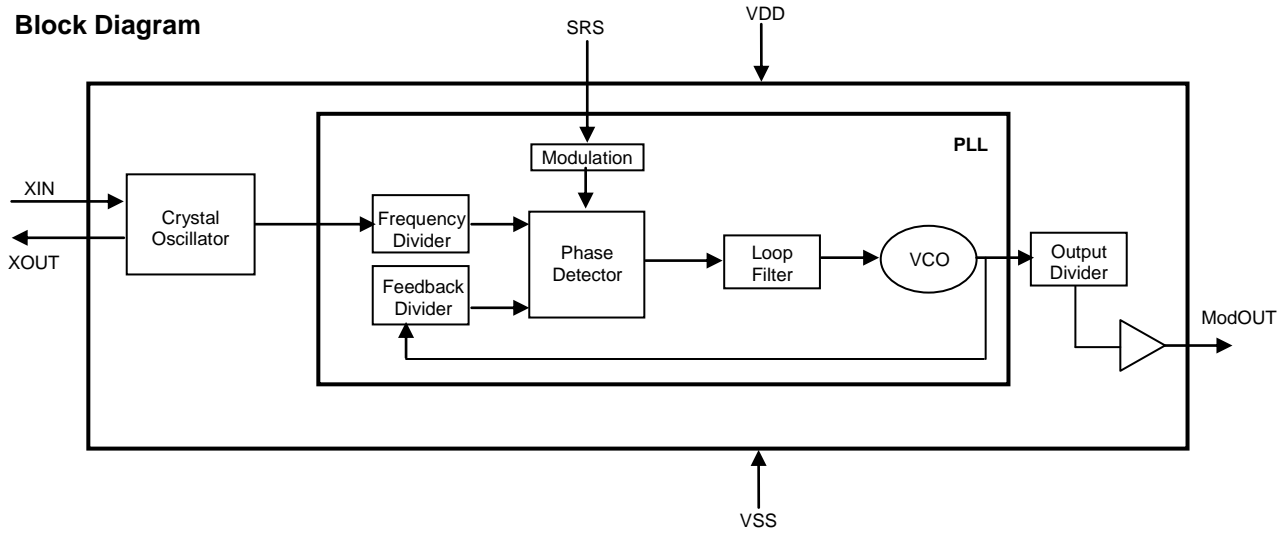 Block Diagram
SRS
VDD
PLL
Modulation
XIN
XOUT
Crystal
Oscillator
Frequency
Divider
Feedback
Divider
Phase
Detector
Loop
Filter
VCO
Output
Divider
ModOUT
VSS